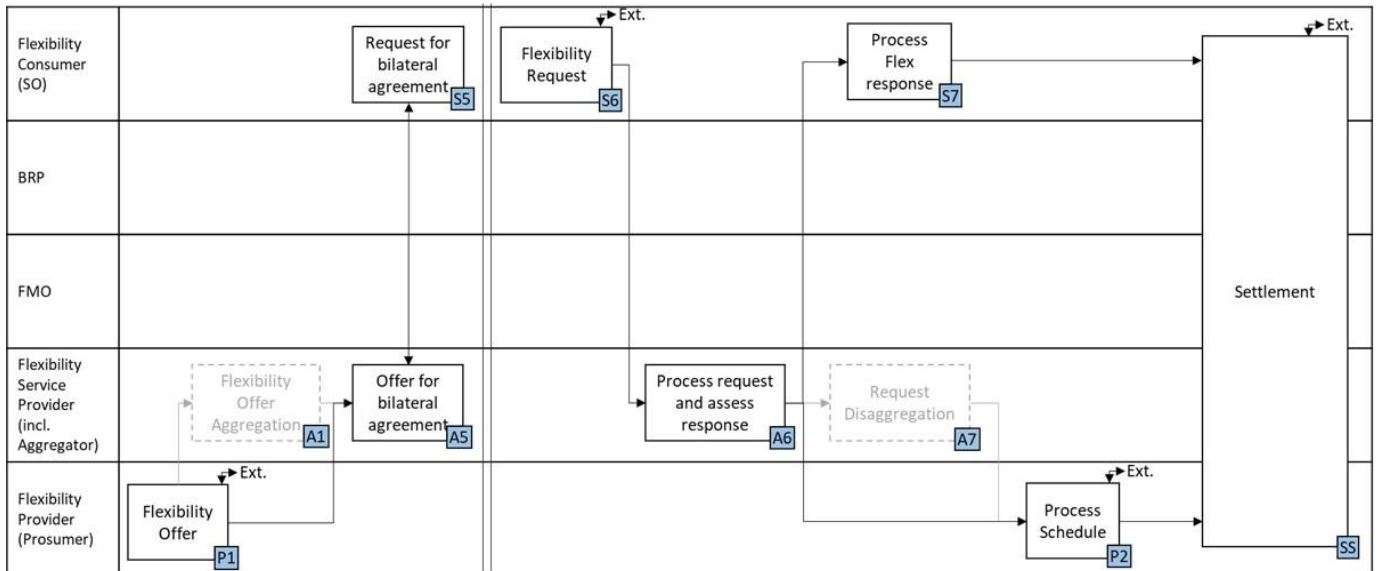 Flexibility
Consumer
(SO)
Request for
bilateral
agreement
S5
Flexibility
Request
S6
Ext.
Process
Flex
response
S7
Ext.
BRP
FMO
Settlement
SS
Flexibility
Service
Provider
(incl.
Aggregator)
Flexibility
Offer
Aggregation
A1
Offer for
bilateral
agreement
A5
Process request
and assess
response
A6
Request
Disaggregation
A7
Flexibility
Provider
(Prosumer)
Flexibility
Offer
P1
Ext.
Process
Schedule
P2
Ext.